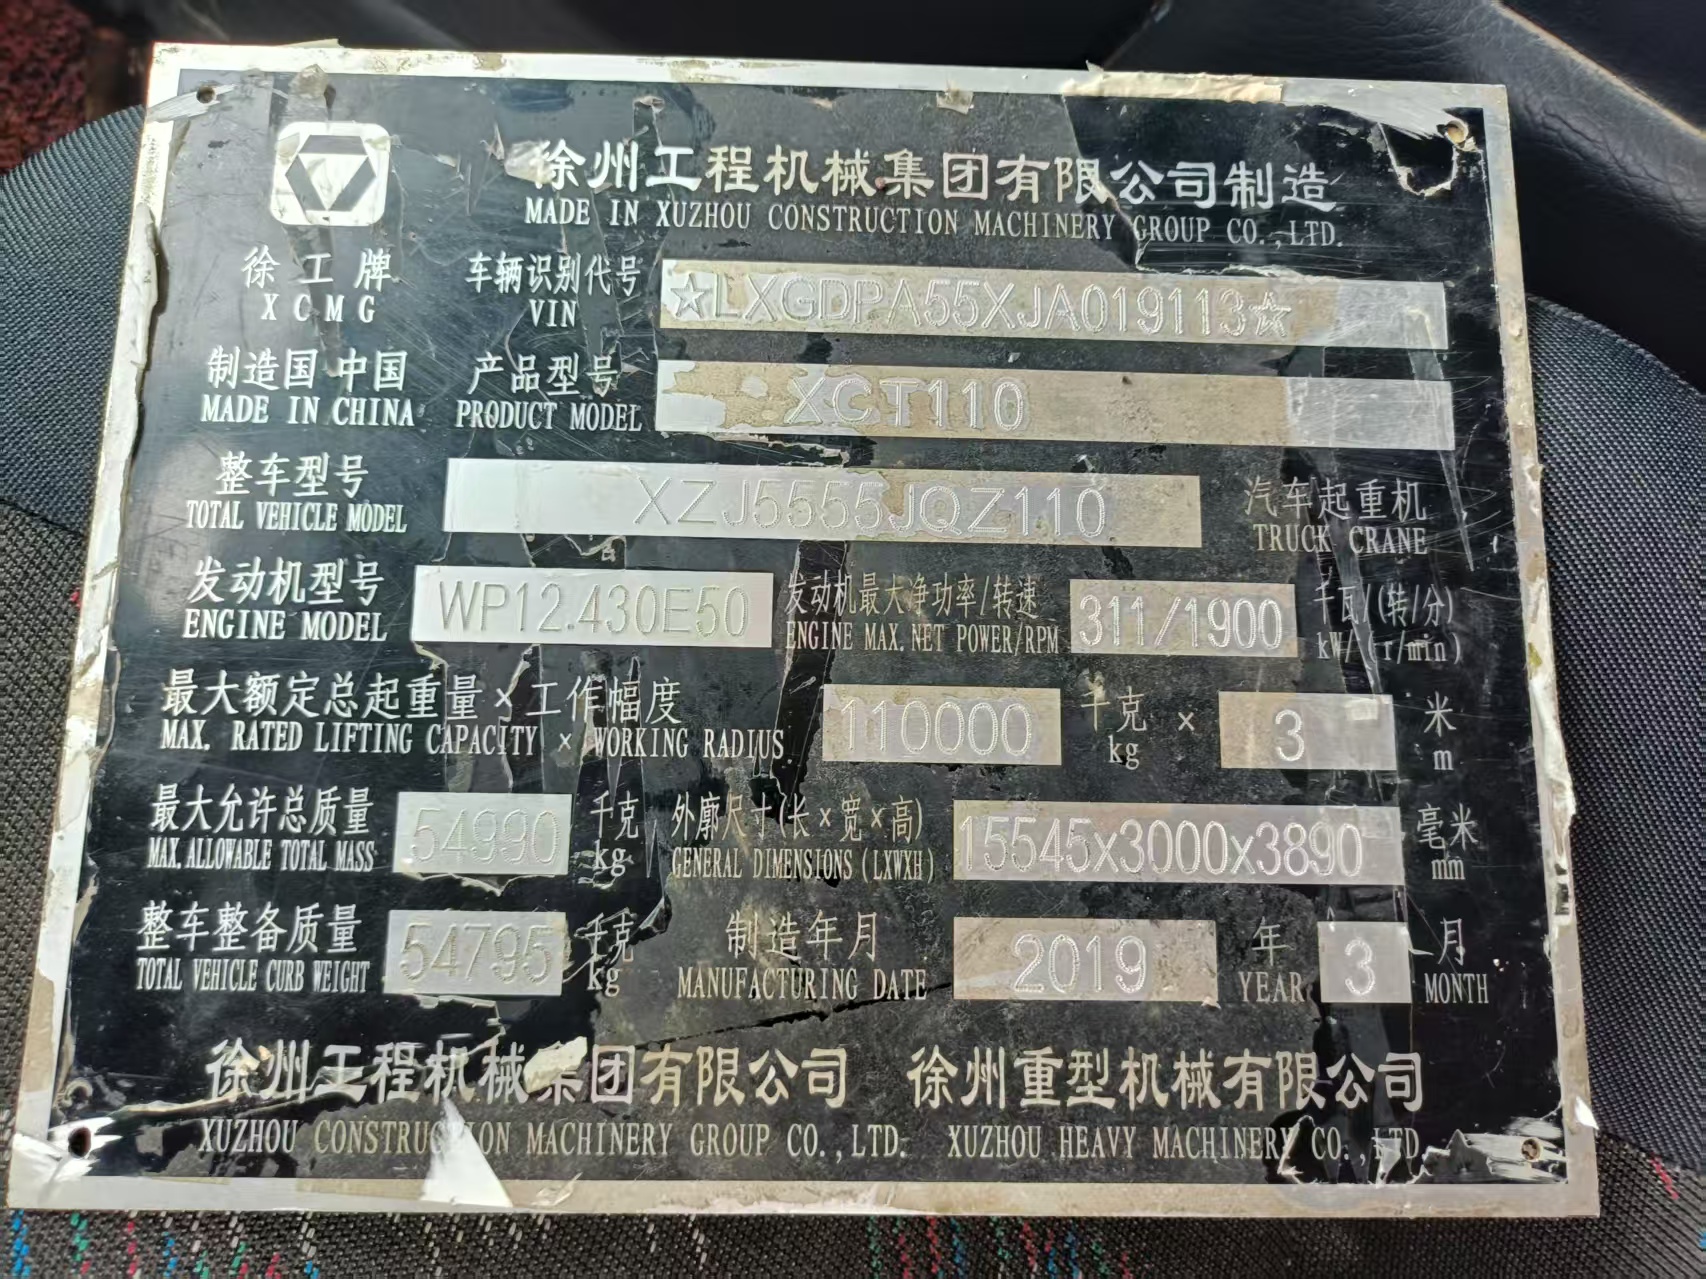 徐州工程机械集团有限公司制造
MADE IN XUZHOU CONSTRUCTION MACHINERY GROUP CO.,LTD.
徐工牌 车辆识别代号 ☆LXGDPA55XJA019113☆
XCMG VIN
制造国 中国 产品型号 XCT110
MADE IN CHINA PRODUCT MODEL
整车型号 XZJ5555JQZ110 汽车起重机
TOTAL VEHICLE MODEL TRUCK CRANE
发动机型号 WP12.430E50 发动机最大净功率/转速 311/1900 千瓦/(转/分)
ENGINE MODEL ENGINE MAX.NET POWER/RPM kW/(r/min)
最大额定总起重量×工作幅度 110000 千克 × 3 米
MAX. RATED LIFTING CAPACITY × WORKING RADIUS kg m
最大允许总质量 54990 千克 外廓尺寸(长×宽×高) 15545x3000x3890 毫米
MAX.ALLOWABLE TOTAL MASS kg GENERAL DIMENSIONS(LXWXH) mm
整车整备质量 54795 千克 制造年月 2019 年 3 月
TOTAL VEHICLE CURB WEIGHT kg MANUFACTURING DATE YEAR MONTH
徐州工程机械集团有限公司 徐州重型机械有限公司
XUZHOU CONSTRUCTION MACHINERY GROUP CO.,LTD. XUZHOU HEAVY MACHINERY CO.,LTD.